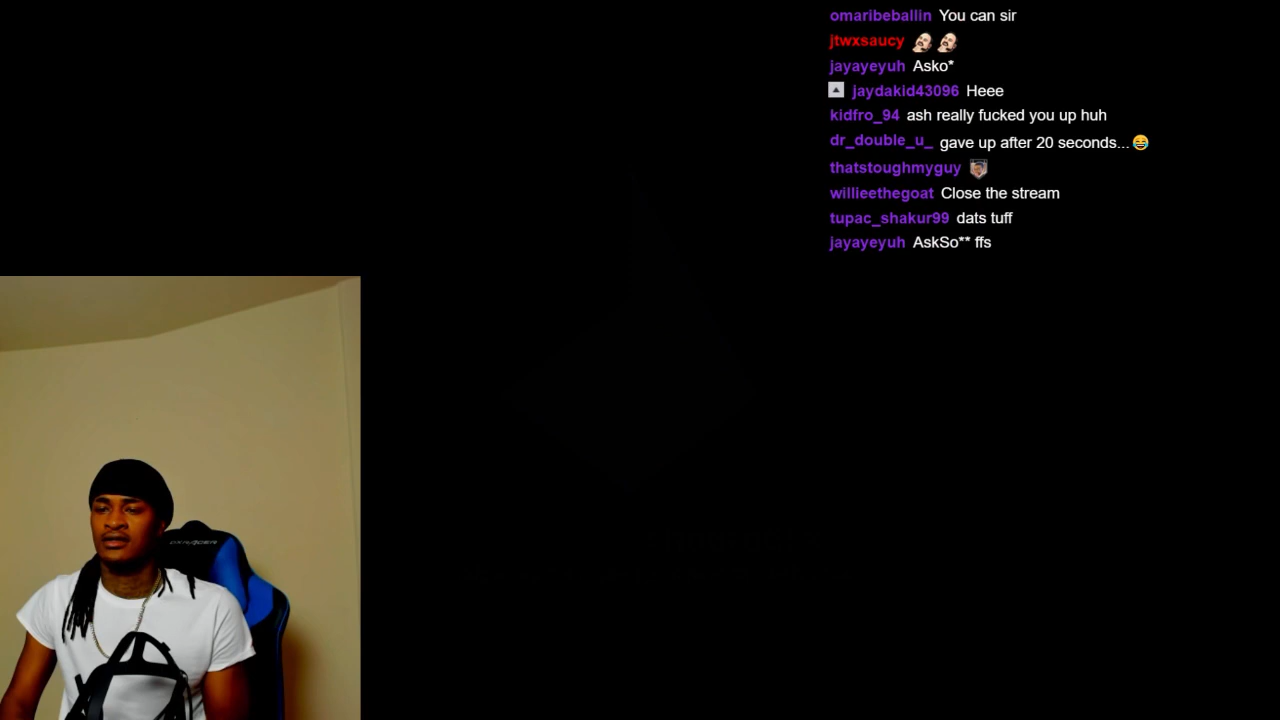 omaribeballin You can sir
jtwxsaucy
jayayeyuh Asko*
jaydakid43096 Heee
kidfro_94 ash really fucked you up huh
dr_double_u_ gave up after 20 seconds...😂
thatstoughmyguy
willieethegoat Close the stream
tupac_shakur99 dats tuff
jayayeyuh AskSo** ffs
DXRACER